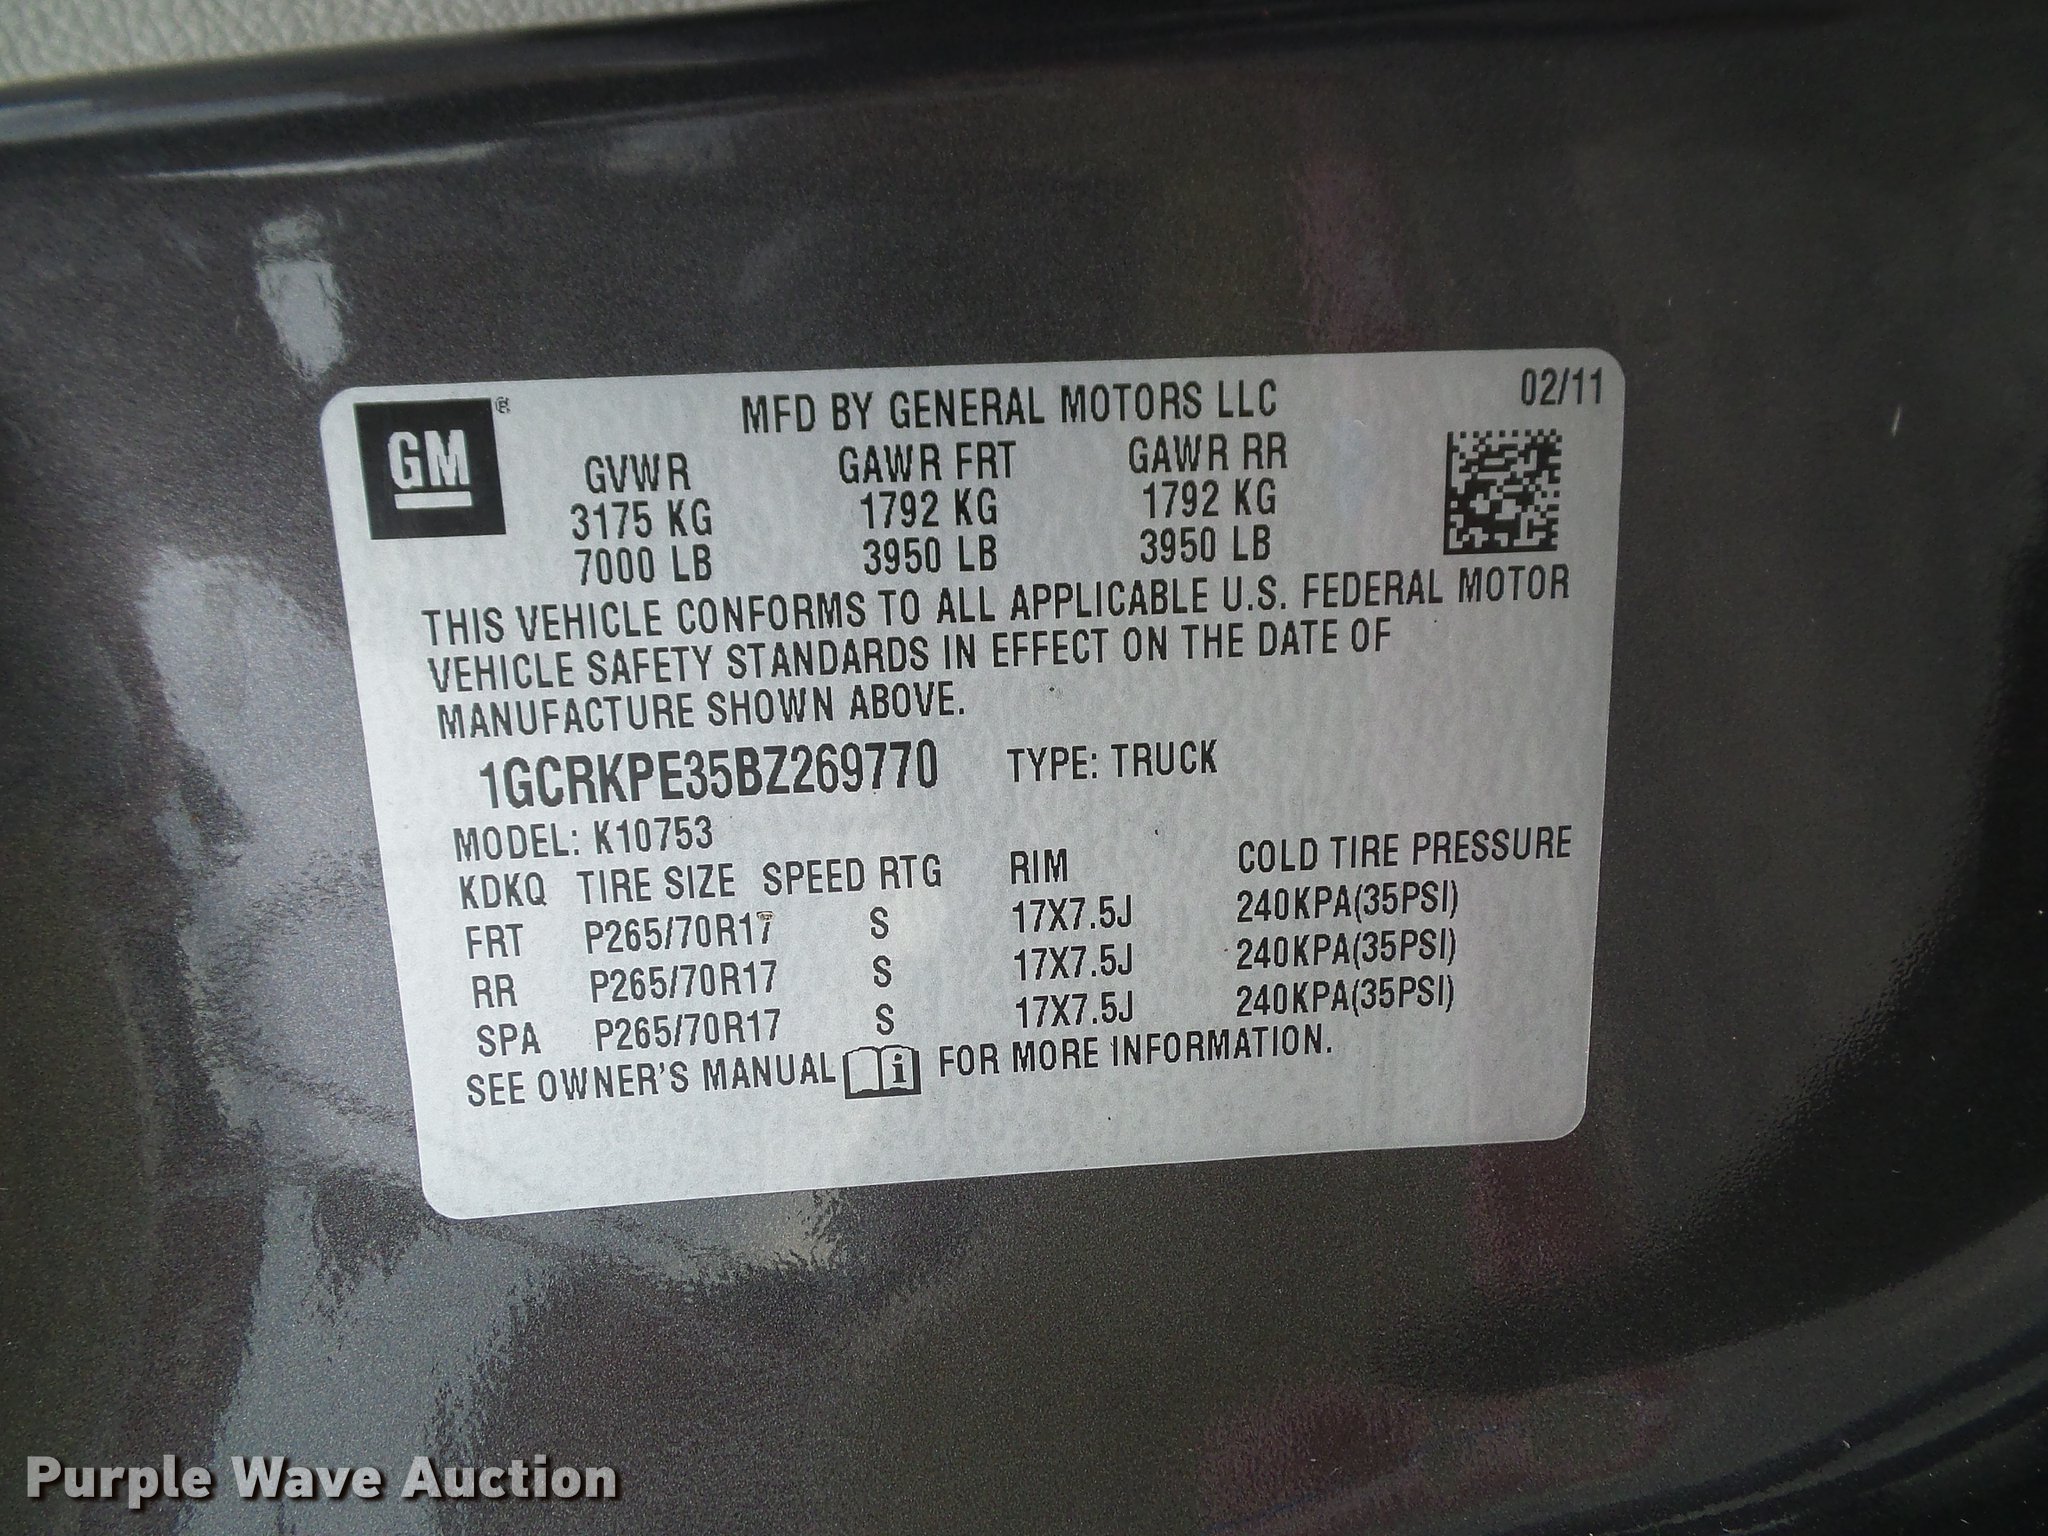 MFD BY GENERAL MOTORS LLC 02/11
GM®
GVWR GAWR FRT GAWR RR
3175 KG 1792 KG 1792 KG
7000 LB 3950 LB 3950 LB
THIS VEHICLE CONFORMS TO ALL APPLICABLE U.S. FEDERAL MOTOR
VEHICLE SAFETY STANDARDS IN EFFECT ON THE DATE OF
MANUFACTURE SHOWN ABOVE.
1GCRKPE35BZ269770 TYPE: TRUCK
MODEL: K10753
KDKQ TIRE SIZE SPEED RTG RIM COLD TIRE PRESSURE
FRT P265/70R17 S 17X7.5J 240KPA(35PSI)
RR P265/70R17 S 17X7.5J 240KPA(35PSI)
SPA P265/70R17 S 17X7.5J 240KPA(35PSI)
SEE OWNER'S MANUAL i FOR MORE INFORMATION.
Purple Wave Auction